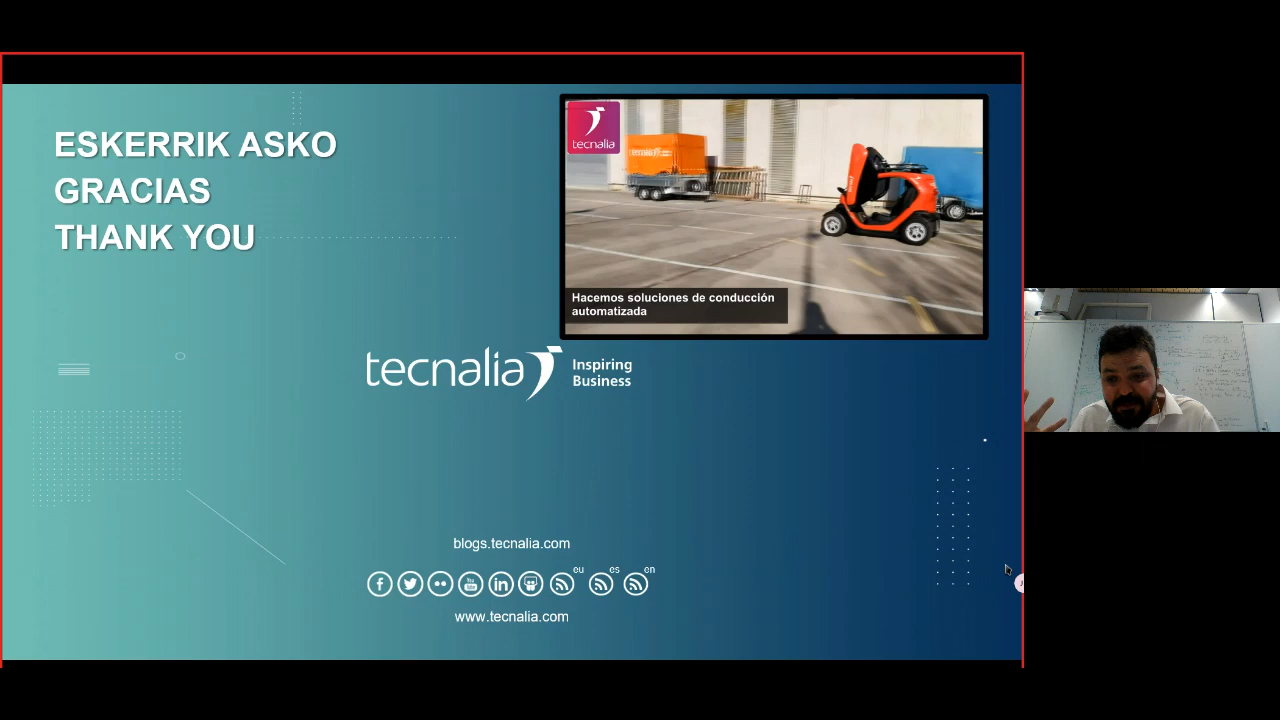 ESKERRIK ASKO
GRACIAS
THANK YOU
tecnalia
tecnalia
Hacemos soluciones de conducción
automatizada
tecnalia
Inspiring
Business
blogs.tecnalia.com
eu
es
en
www.tecnalia.com